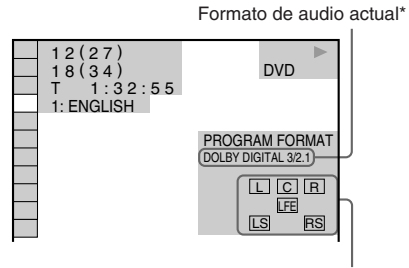 Formato de audio actual*
12(27)
18(34)
DVD
T 1:32:55
1: ENGLISH
PROGRAM FORMAT
DOLBY DIGITAL 3/2.1
L C R
LFE
LS RS